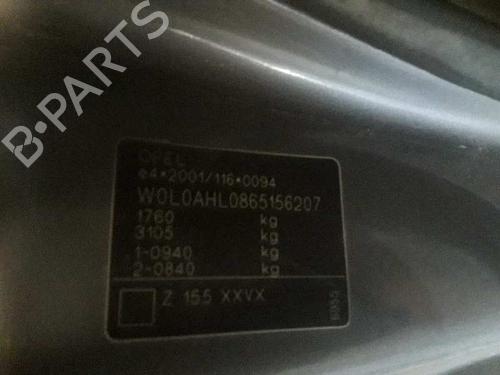 B-PARTS
OPEL
e4*2001/116*0094
W0L0AHL0865156207
1760 kg
3105 kg
1-0940 kg
2-0840 kg
Z 155 XXVX
B-PARTS